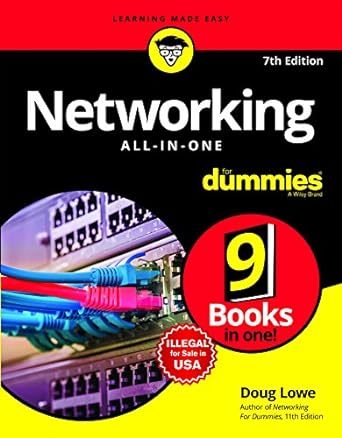 LEARNING MADE EASY
7th Edition
Networking
ALL-IN-ONE
for
dummies
A Wiley Brand
9
Books
in one!
ILLEGAL
for Sale in
USA
Doug Lowe
Author of Networking
For Dummies, 11th Edition